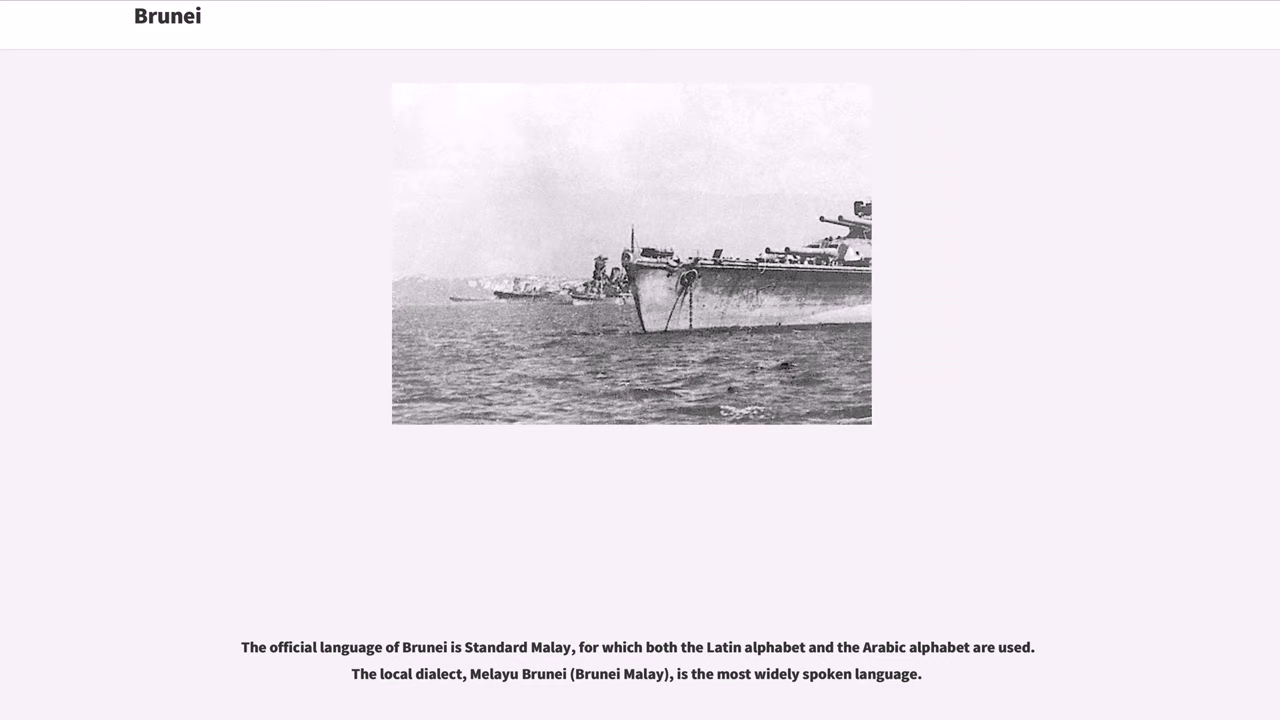 Brunei
The official language of Brunei is Standard Malay, for which both the Latin alphabet and the Arabic alphabet are used.
The local dialect, Melayu Brunei (Brunei Malay), is the most widely spoken language.